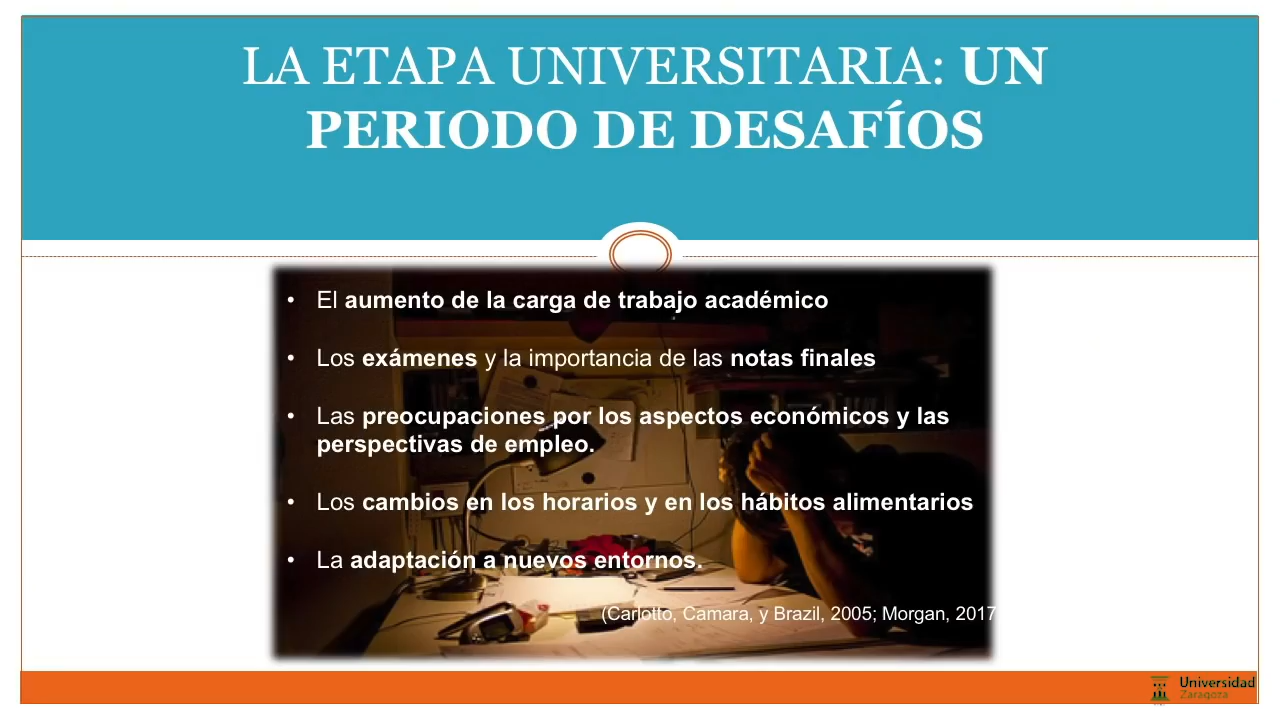 LA ETAPA UNIVERSITARIA: UN
PERIODO DE DESAFÍOS
• El aumento de la carga de trabajo académico
• Los exámenes y la importancia de las notas finales
• Las preocupaciones por los aspectos económicos y las
perspectivas de empleo.
• Los cambios en los horarios y en los hábitos alimentarios
• La adaptación a nuevos entornos.
(Carlotto, Camara, y Brazil, 2005; Morgan, 2017
Universidad
Zaragoza